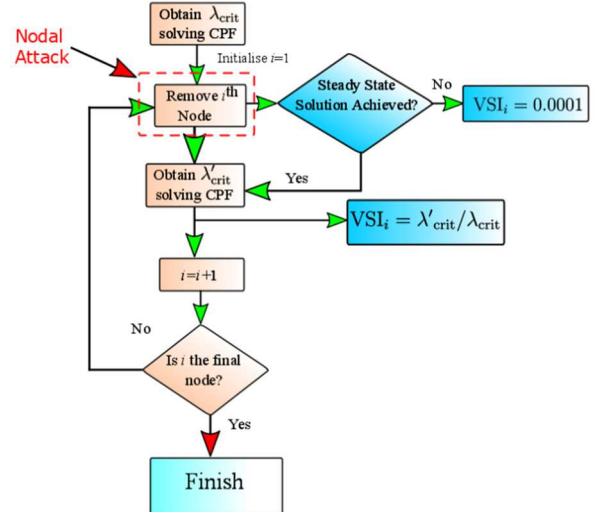 Obtain λcrit
solving CPF
Nodal
Attack
Initialise i=1
Remove ith
Node
Steady State
Solution Achieved?
No
VSIi = 0.0001
Obtain λ′crit
solving CPF
Yes
VSIi = λ′crit/λcrit
i=i+1
No
Is i the final
node?
Yes
Finish